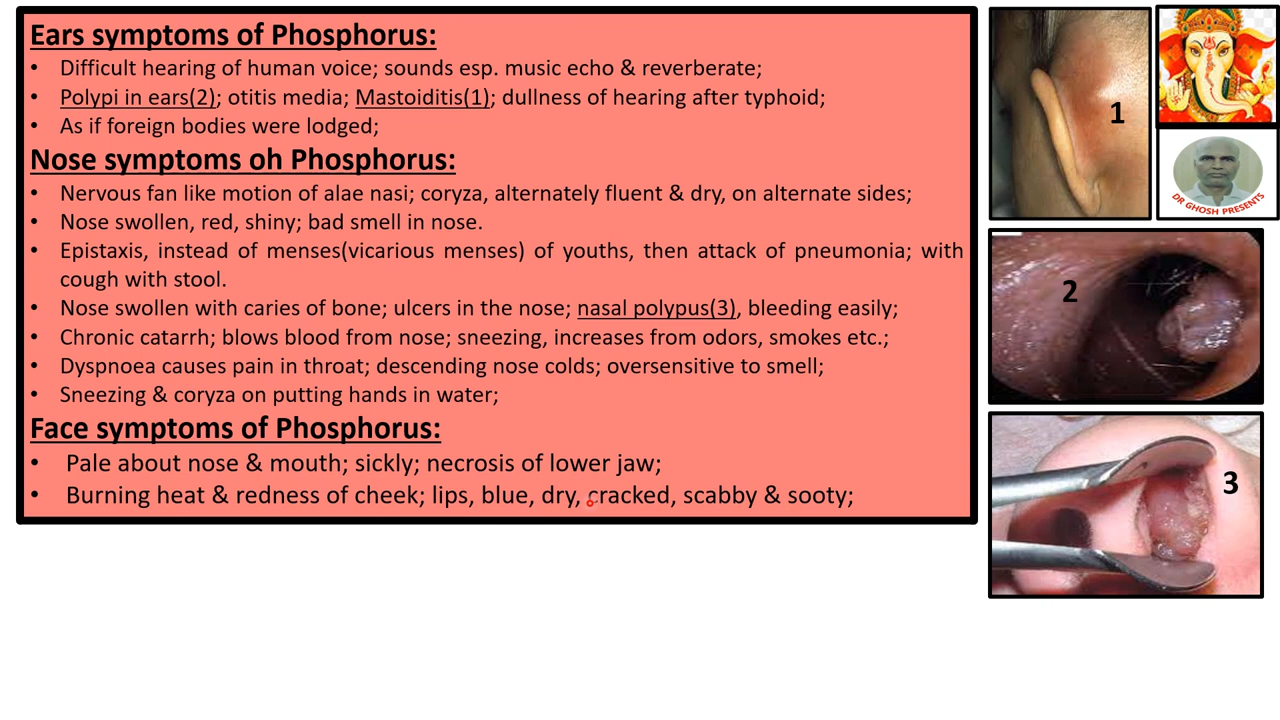 Ears symptoms of Phosphorus:
• Difficult hearing of human voice; sounds esp. music echo & reverberate;
• Polypi in ears(2); otitis media; Mastoiditis(1); dullness of hearing after typhoid;
• As if foreign bodies were lodged;
Nose symptoms oh Phosphorus:
• Nervous fan like motion of alae nasi; coryza, alternately fluent & dry, on alternate sides;
• Nose swollen, red, shiny; bad smell in nose.
• Epistaxis, instead of menses(vicarious menses) of youths, then attack of pneumonia; with
cough with stool.
• Nose swollen with caries of bone; ulcers in the nose; nasal polypus(3), bleeding easily;
• Chronic catarrh; blows blood from nose; sneezing, increases from odors, smokes etc.;
• Dyspnoea causes pain in throat; descending nose colds; oversensitive to smell;
• Sneezing & coryza on putting hands in water;
Face symptoms of Phosphorus:
• Pale about nose & mouth; sickly; necrosis of lower jaw;
• Burning heat & redness of cheek; lips, blue, dry, cracked, scabby & sooty;
1
DR GHOSH PRESENTS
2
3